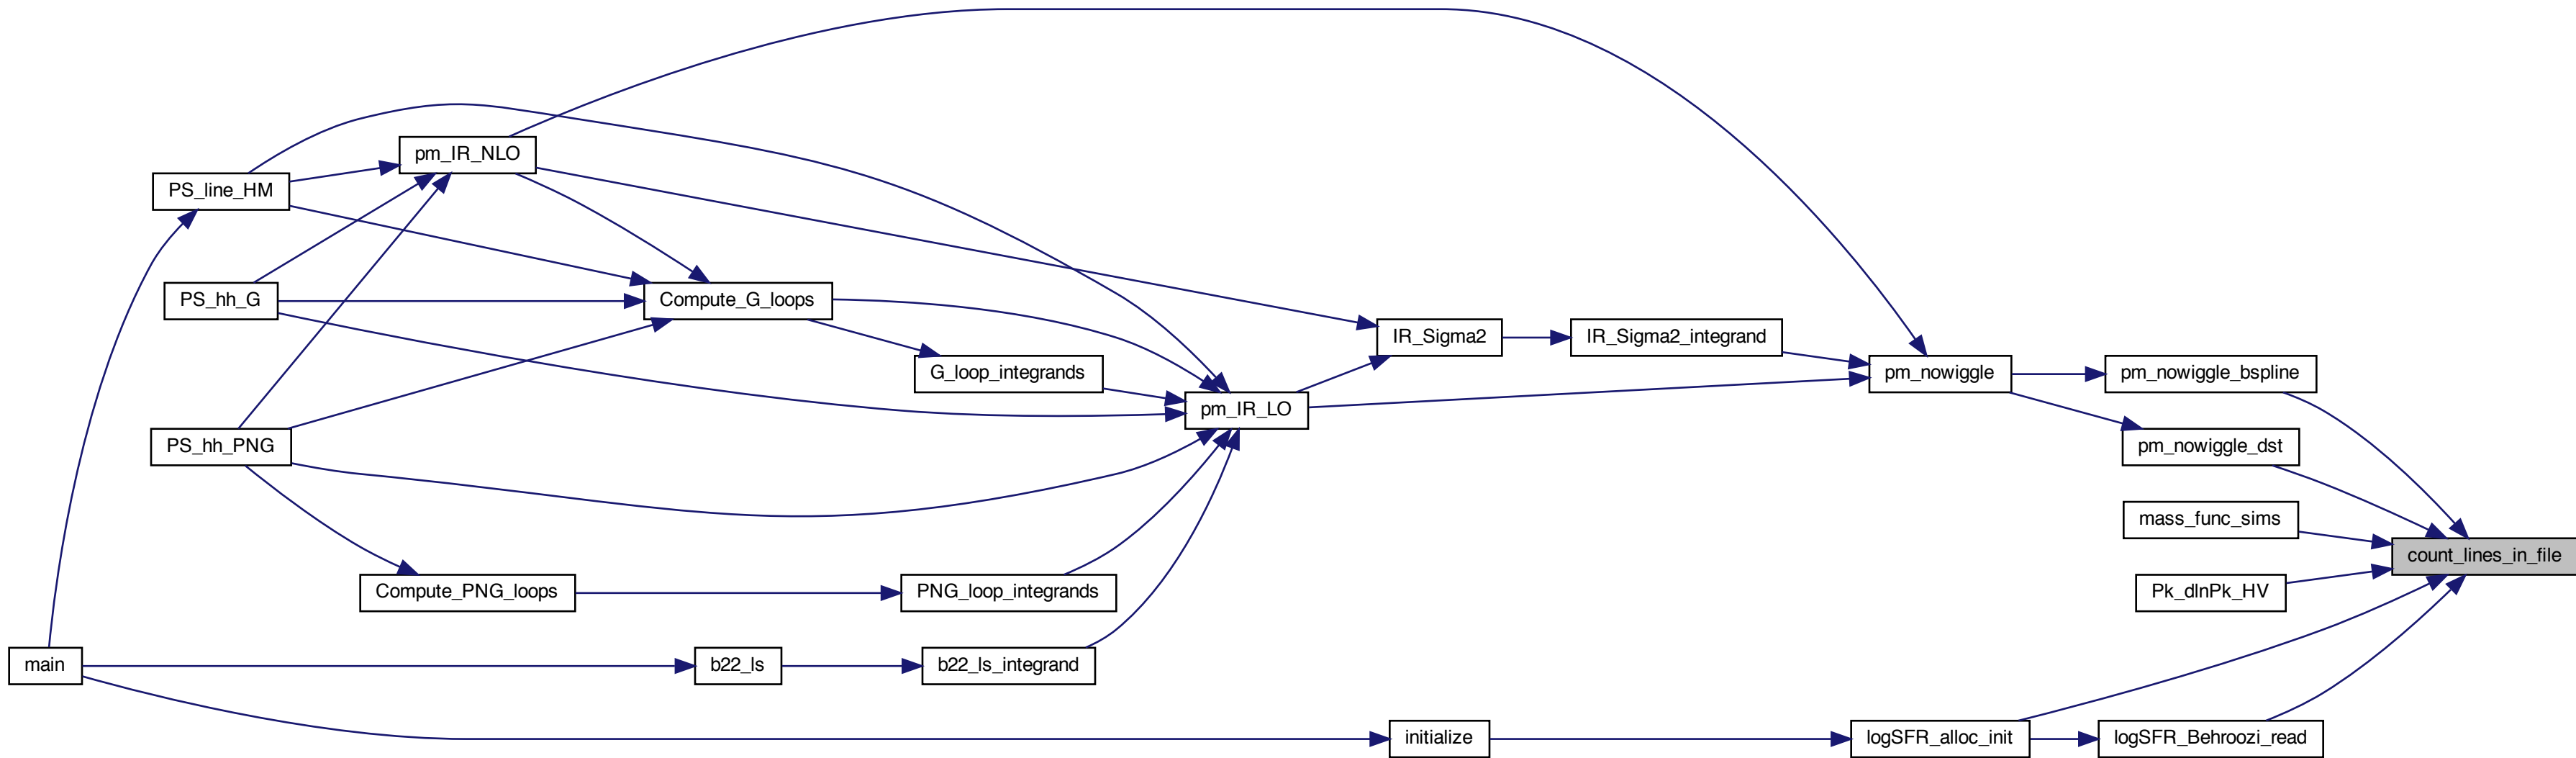 pm_IR_NLO
PS_line_HM
PS_hh_G
Compute_G_loops
IR_Sigma2
IR_Sigma2_integrand
G_loop_integrands
pm_nowiggle
pm_nowiggle_bspline
pm_IR_LO
PS_hh_PNG
pm_nowiggle_dst
mass_func_sims
count_lines_in_file
Compute_PNG_loops
PNG_loop_integrands
Pk_dlnPk_HV
main
b22_ls
b22_ls_integrand
initialize
logSFR_alloc_init
logSFR_Behroozi_read